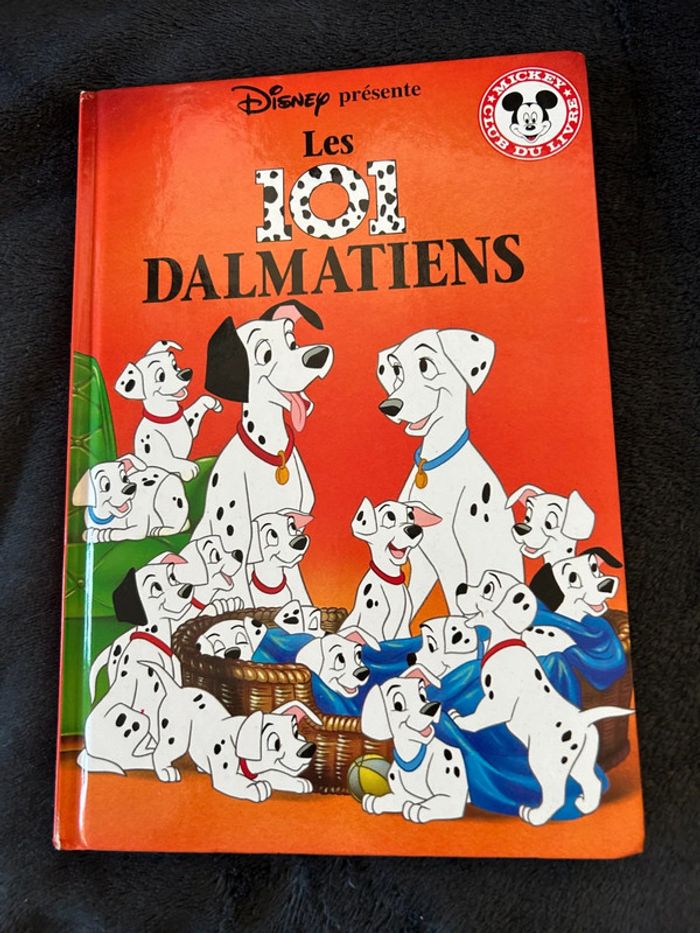 Disney présente
Les
101
DALMATIENS
MICKEY
CLUB DU LIVRE